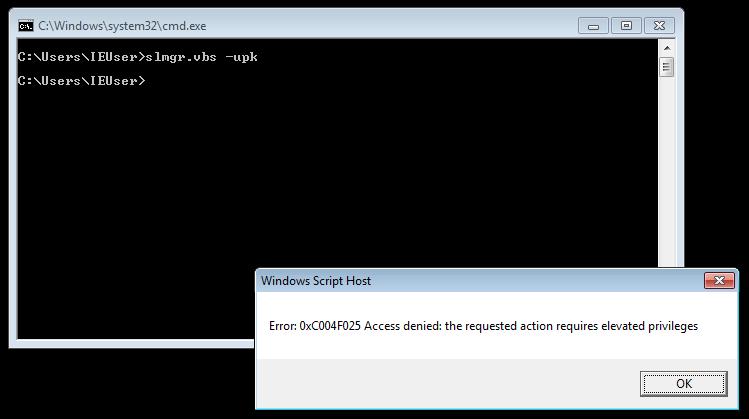 C:\Windows\system32\cmd.exe
C:\Users\IEUser>slmgr.vbs -upk
C:\Users\IEUser>
Windows Script Host
Error: 0xC004F025 Access denied: the requested action requires elevated privileges
OK